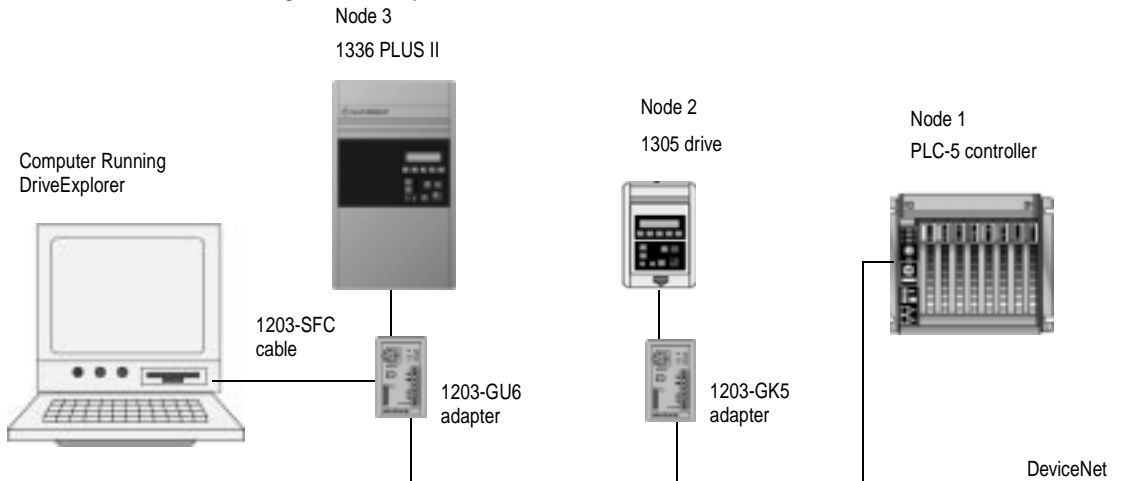 Node 3
1336 PLUS II
Node 2
1305 drive
Node 1
PLC-5 controller
Computer Running
DriveExplorer
1203-SFC
cable
1203-GU6
adapter
1203-GK5
adapter
DeviceNet